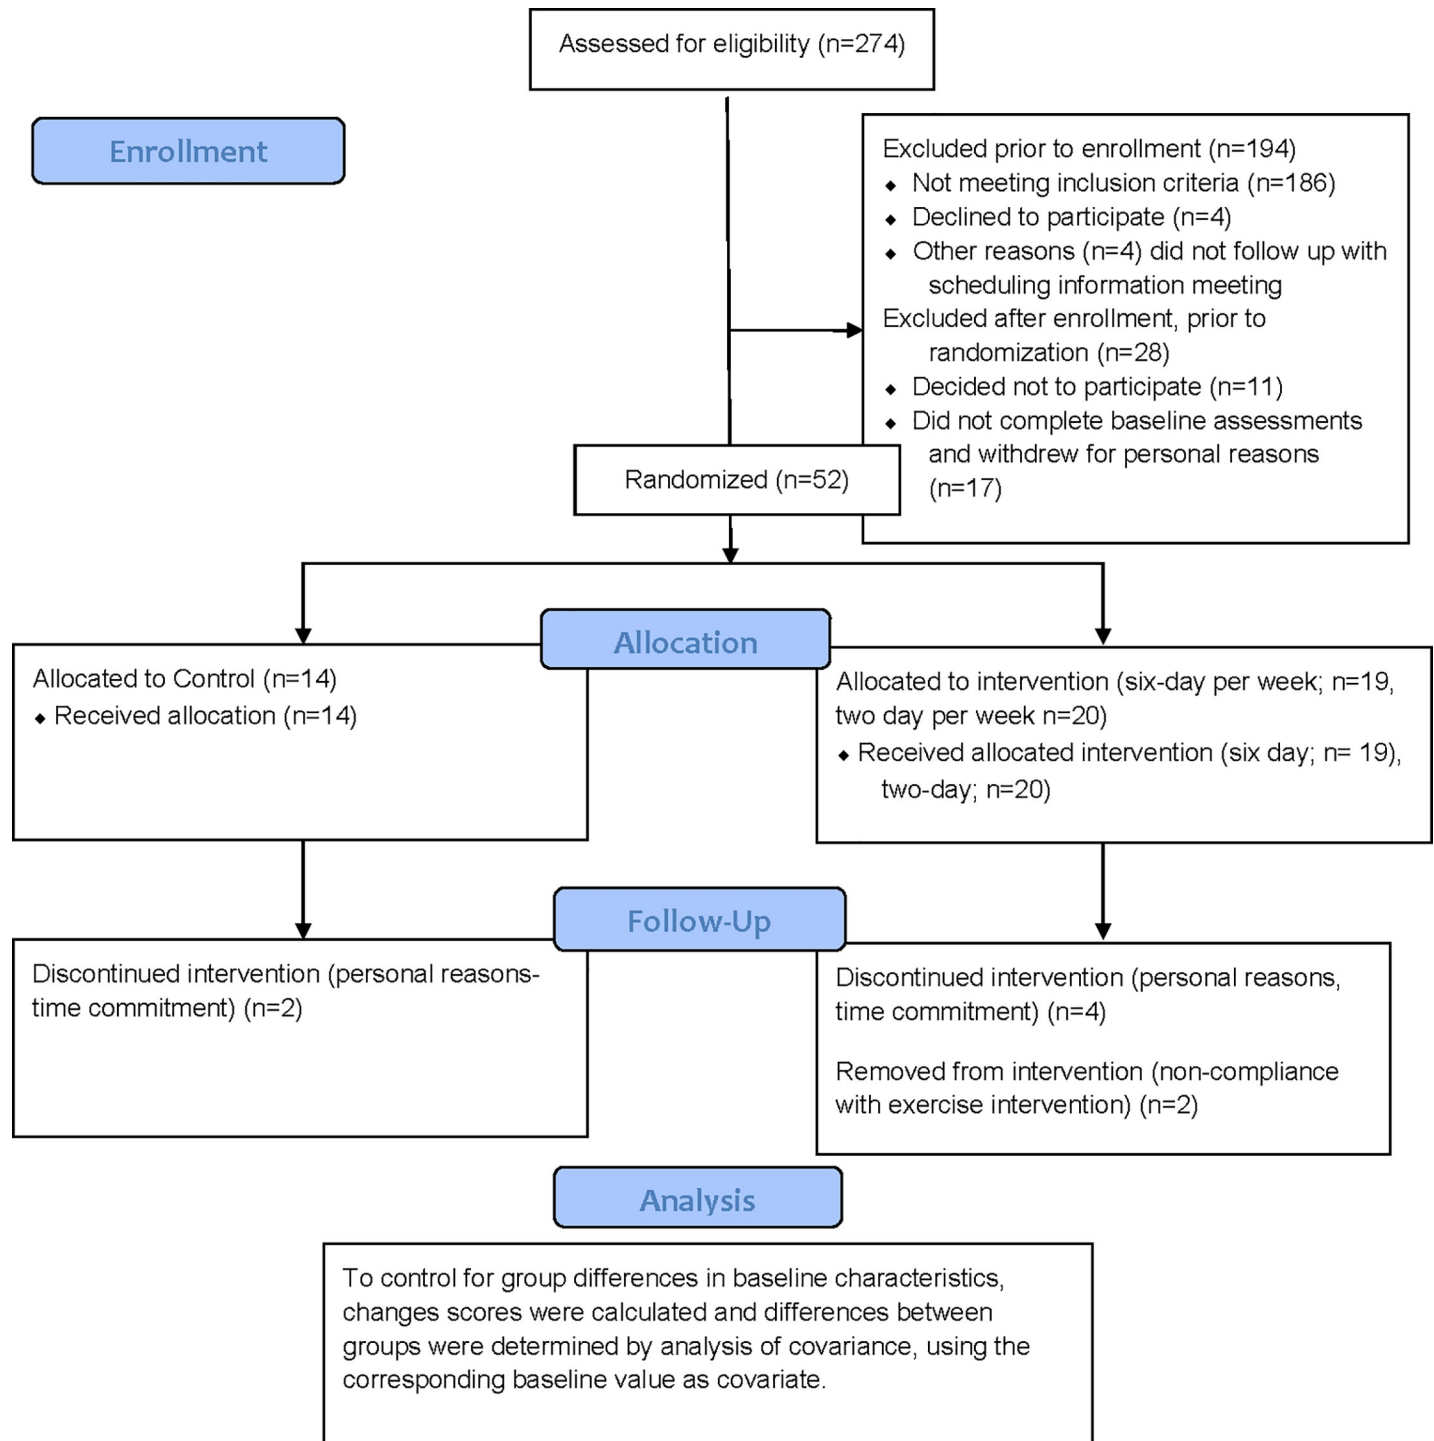 Assessed for eligibility (n=274)
Enrollment
Excluded prior to enrollment (n=194)
⬥ Not meeting inclusion criteria (n=186)
⬥ Declined to participate (n=4)
⬥ Other reasons (n=4) did not follow up with
scheduling information meeting
Excluded after enrollment, prior to
randomization (n=28)
⬥ Decided not to participate (n=11)
⬥ Did not complete baseline assessments
and withdrew for personal reasons
(n=17)
Randomized (n=52)
Allocation
Allocated to Control (n=14)
⬥ Received allocation (n=14)
Allocated to intervention (six-day per week; n=19,
two day per week n=20)
⬥ Received allocated intervention (six day; n= 19),
two-day; n=20)
Follow-Up
Discontinued intervention (personal reasons-
time commitment) (n=2)
Discontinued intervention (personal reasons,
time commitment) (n=4)
Removed from intervention (non-compliance
with exercise intervention) (n=2)
Analysis
To control for group differences in baseline characteristics,
changes scores were calculated and differences between
groups were determined by analysis of covariance, using the
corresponding baseline value as covariate.